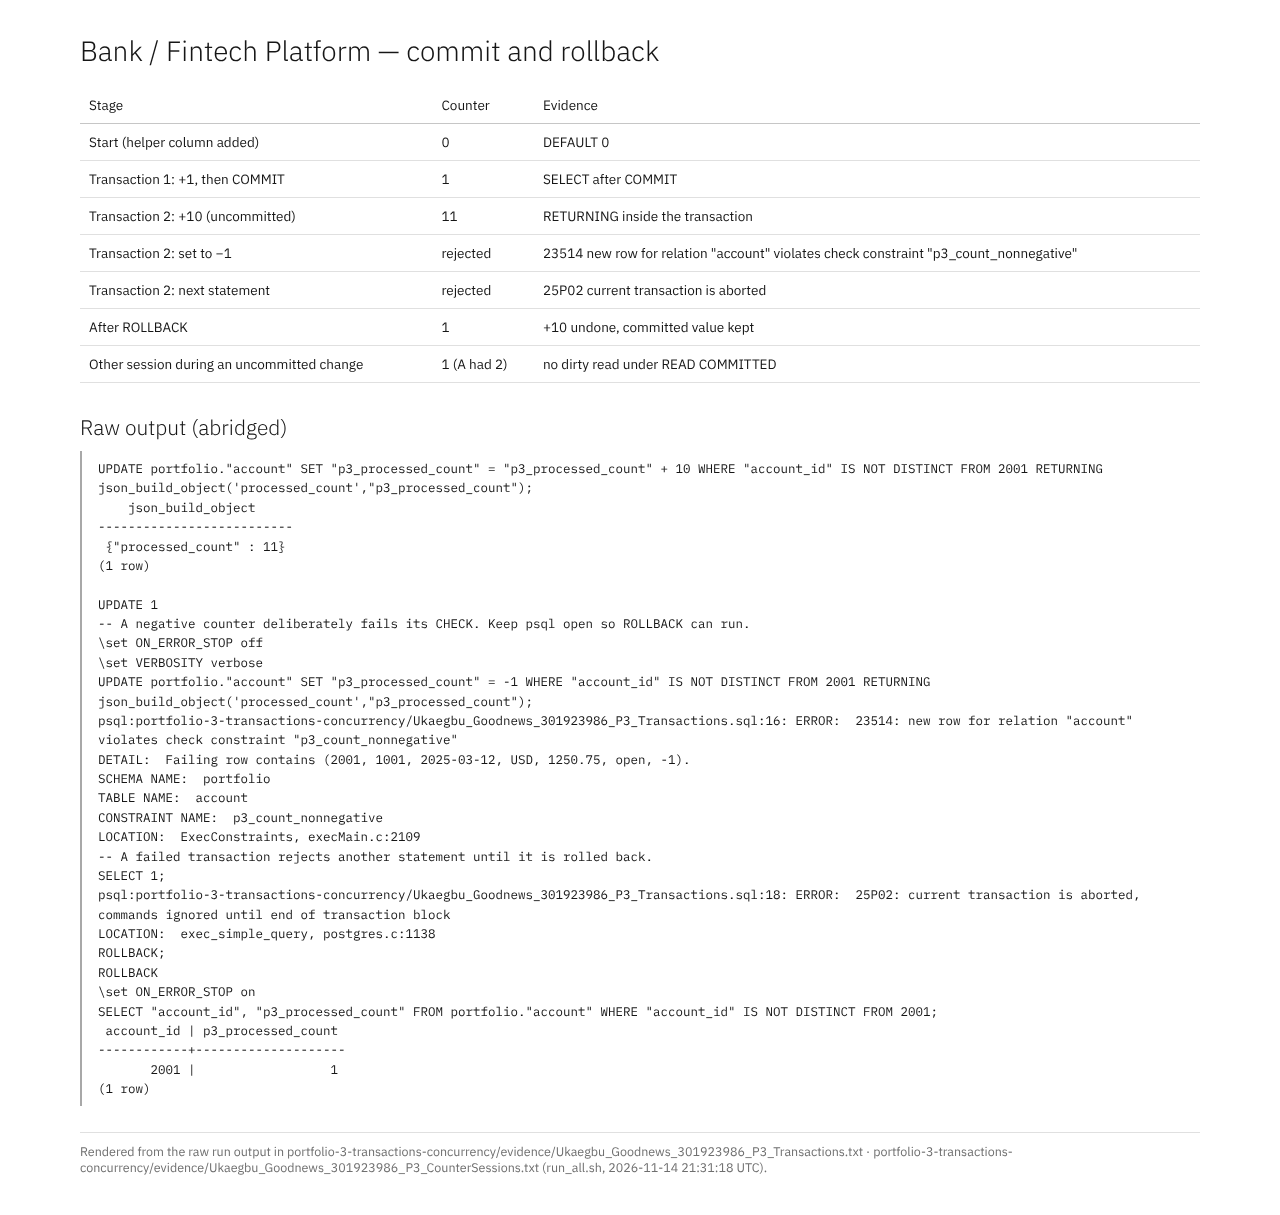 Bank / Fintech Platform — commit and rollback
Stage Counter Evidence
Start (helper column added) 0 DEFAULT 0
Transaction 1: +1, then COMMIT 1 SELECT after COMMIT
Transaction 2: +10 (uncommitted) 11 RETURNING inside the transaction
Transaction 2: set to −1 rejected 23514 new row for relation "account" violates check constraint "p3_count_nonnegative"
Transaction 2: next statement rejected 25P02 current transaction is aborted
After ROLLBACK 1 +10 undone, committed value kept
Other session during an uncommitted change 1 (A had 2) no dirty read under READ COMMITTED
Raw output (abridged)
UPDATE portfolio."account" SET "p3_processed_count" = "p3_processed_count" + 10 WHERE "account_id" IS NOT DISTINCT FROM 2001 RETURNING
json_build_object('processed_count',"p3_processed_count");
    json_build_object
--------------------------
 {"processed_count" : 11}
(1 row)

UPDATE 1
-- A negative counter deliberately fails its CHECK. Keep psql open so ROLLBACK can run.
\set ON_ERROR_STOP off
\set VERBOSITY verbose
UPDATE portfolio."account" SET "p3_processed_count" = -1 WHERE "account_id" IS NOT DISTINCT FROM 2001 RETURNING
json_build_object('processed_count',"p3_processed_count");
psql:portfolio-3-transactions-concurrency/Ukaegbu_Goodnews_301923986_P3_Transactions.sql:16: ERROR:  23514: new row for relation "account"
violates check constraint "p3_count_nonnegative"
DETAIL:  Failing row contains (2001, 1001, 2025-03-12, USD, 1250.75, open, -1).
SCHEMA NAME:  portfolio
TABLE NAME:  account
CONSTRAINT NAME:  p3_count_nonnegative
LOCATION:  ExecConstraints, execMain.c:2109
-- A failed transaction rejects another statement until it is rolled back.
SELECT 1;
psql:portfolio-3-transactions-concurrency/Ukaegbu_Goodnews_301923986_P3_Transactions.sql:18: ERROR:  25P02: current transaction is aborted,
commands ignored until end of transaction block
LOCATION:  exec_simple_query, postgres.c:1138
ROLLBACK;
ROLLBACK
\set ON_ERROR_STOP on
SELECT "account_id", "p3_processed_count" FROM portfolio."account" WHERE "account_id" IS NOT DISTINCT FROM 2001;
 account_id | p3_processed_count
------------+--------------------
       2001 |                  1
(1 row)
Rendered from the raw run output in portfolio-3-transactions-concurrency/evidence/Ukaegbu_Goodnews_301923986_P3_Transactions.txt · portfolio-3-transactions-
concurrency/evidence/Ukaegbu_Goodnews_301923986_P3_CounterSessions.txt (run_all.sh, 2026-11-14 21:31:18 UTC).